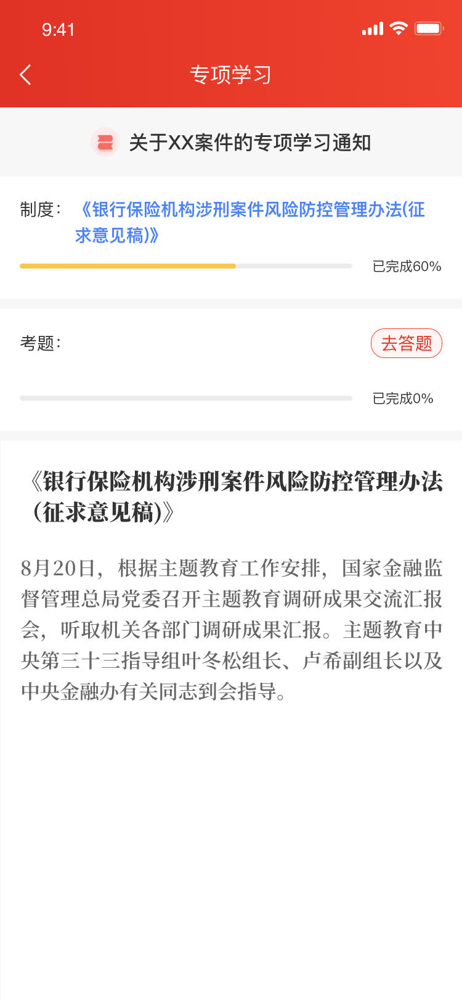 9:41
专项学习
关于XX案件的专项学习通知
制度： 《银行保险机构涉刑案件风险防控管理办法(征
求意见稿)》
已完成60%
考题：
去答题
已完成0%
《银行保险机构涉刑案件风险防控管理办法
（征求意见稿)》
8月20日，根据主题教育工作安排，国家金融监
督管理总局党委召开主题教育调研成果交流汇报
会，听取机关各部门调研成果汇报。主题教育中
央第三十三指导组叶冬松组长、卢希副组长以及
中央金融办有关同志到会指导。